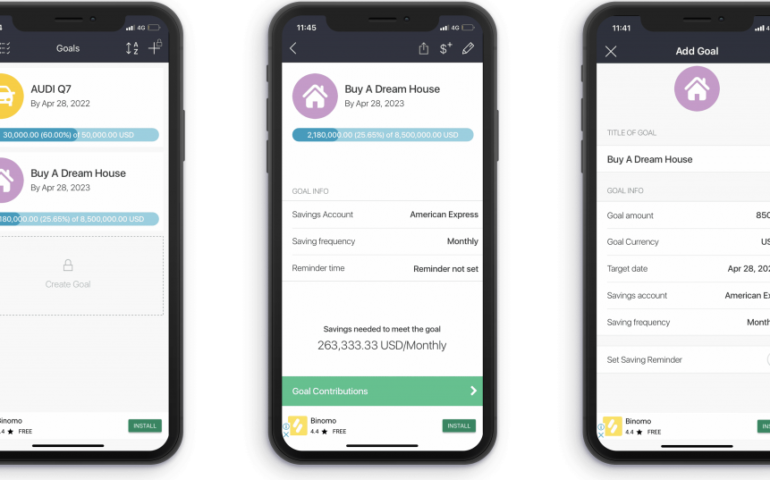 4G
Goals
AUDI Q7
By Apr 28, 2022
30,000.00 (60.00%) of 50,000.00 USD
Buy A Dream House
By Apr 28, 2023
180,000.00 (25.65%) of 8,500,000.00 USD
Create Goal
Binomo
4.4 ★ FREE
INSTALL
11:45
4G
Buy A Dream House
By Apr 28, 2023
2,180,000.00 (25.65%) of 8,500,000.00 USD
GOAL INFO
Savings Account American Express
Saving frequency Monthly
Reminder time Reminder not set
Savings needed to meet the goal
263,333.33 USD/Monthly
Goal Contributions
Binomo
4.4 ★ FREE
INSTALL
11:41
Add Goal
TITLE OF GOAL
Buy A Dream House
GOAL INFO
Goal amount 850
Goal Currency US
Target date Apr 28, 202
Savings account American Ex
Saving frequency Month
Set Saving Reminder
Binomo
4.4 ★ FREE
IN